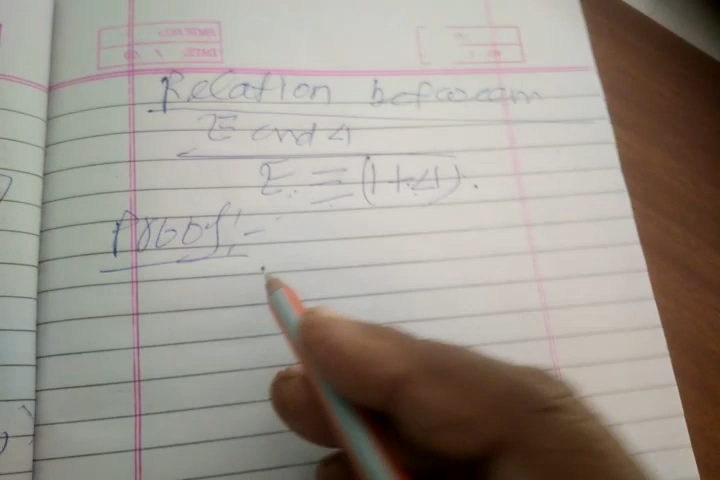 Relation between
E and Δ
E ≡ (1+Δ).
Proof:-